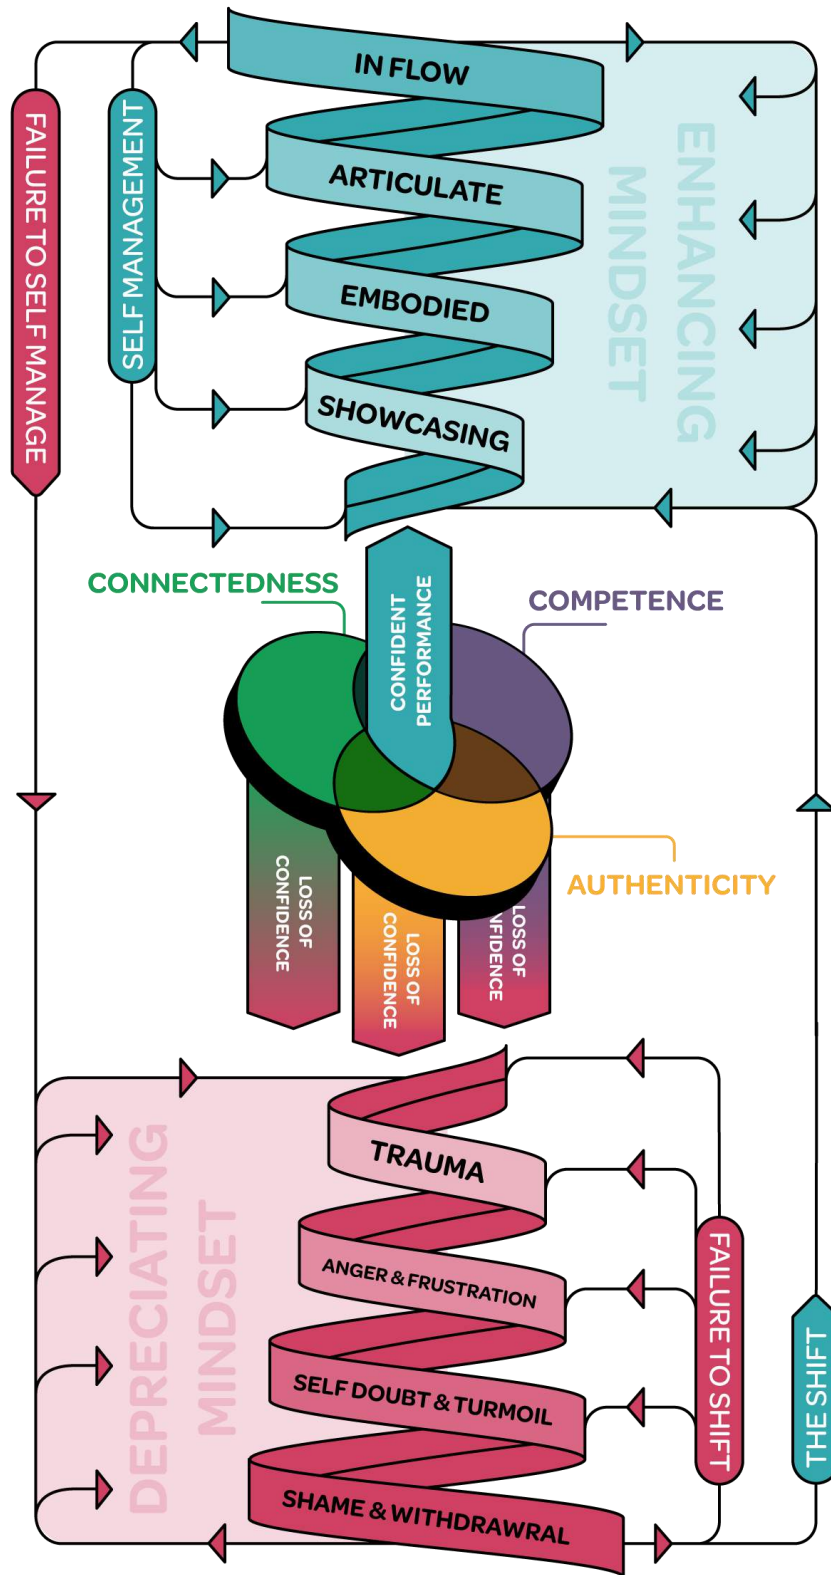 IN FLOW
ARTICULATE
EMBODIED
SHOWCASING
FAILURE TO SELF MANAGE
SELF MANAGEMENT
ENHANCING
MINDSET
CONNECTEDNESS
CONFIDENT
PERFORMANCE
COMPETENCE
AUTHENTICITY
LOSS OF
CONFIDENCE
LOSS OF
CONFIDENCE
LOSS OF
NFIDENCE
DEPRECIATING
MINDSET
TRAUMA
ANGER & FRUSTRATION
SELF DOUBT & TURMOIL
SHAME & WITHDRAWRAL
FAILURE TO SHIFT
THE SHIFT